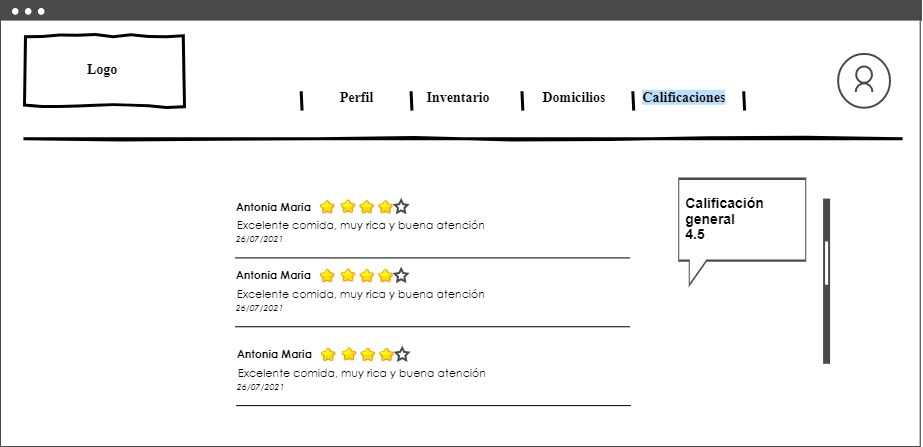 Logo
Perfil
Inventario
Domicilios
Calificaciones
Antonia Maria
Excelente comida, muy rica y buena atención
26/07/2021
Antonia Maria
Excelente comida, muy rica y buena atención
26/07/2021
Antonia Maria
Excelente comida, muy rica y buena atención
26/07/2021
Calificación
general
4.5